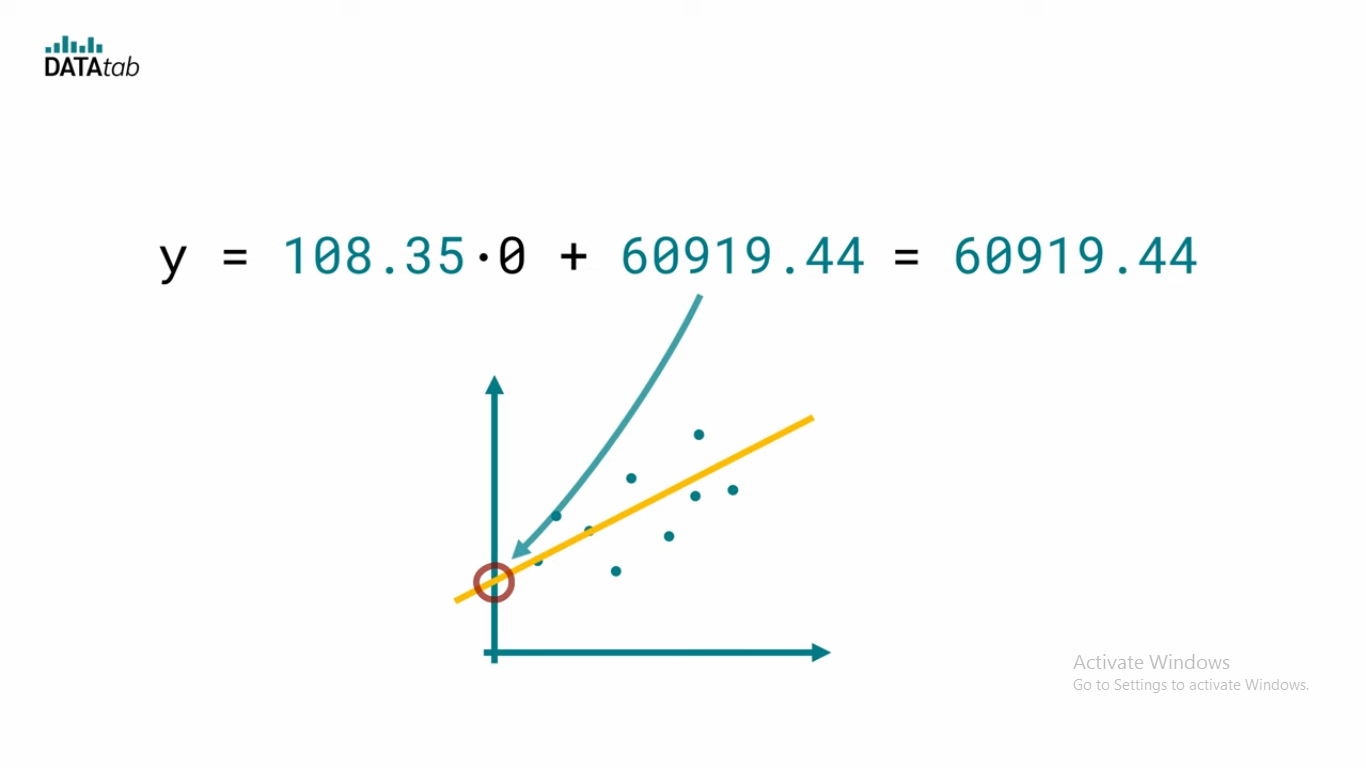 DATAtab
y = 108.35·0 + 60919.44 = 60919.44
Activate Windows
Go to Settings to activate Windows.